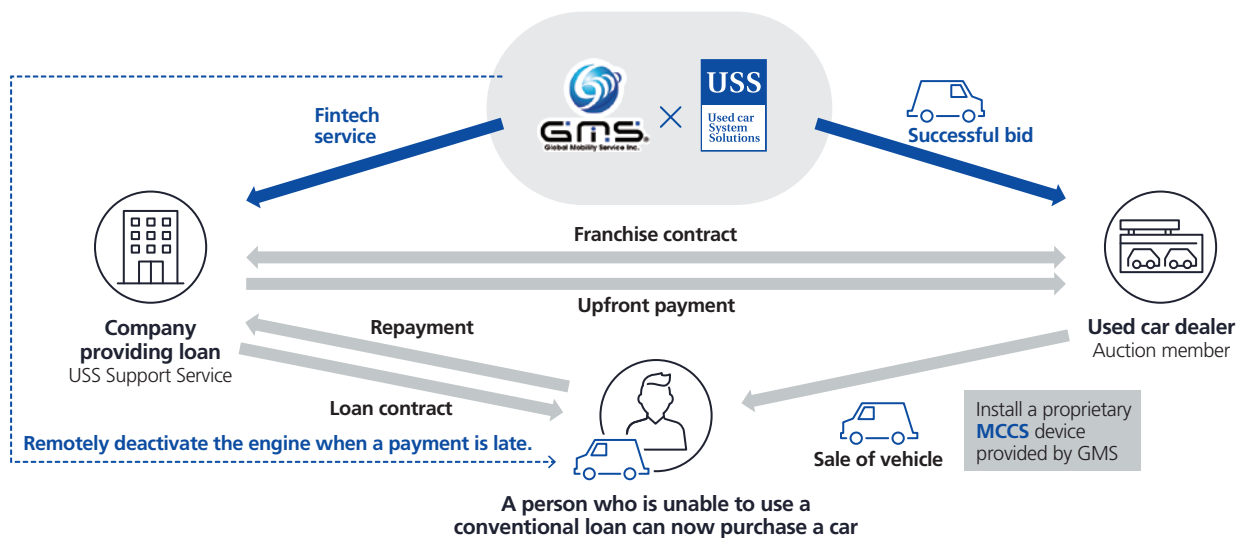 Fintech
service
G.M.S.®
Global Mobility Service Inc.
USS
Used car
System
Solutions
Successful bid
Franchise contract
Upfront payment
Company
providing loan
USS Support Service
Repayment
Loan contract
Used car dealer
Auction member
Remotely deactivate the engine when a payment is late.
Sale of vehicle
Install a proprietary
MCCS device
provided by GMS
A person who is unable to use a
conventional loan can now purchase a car